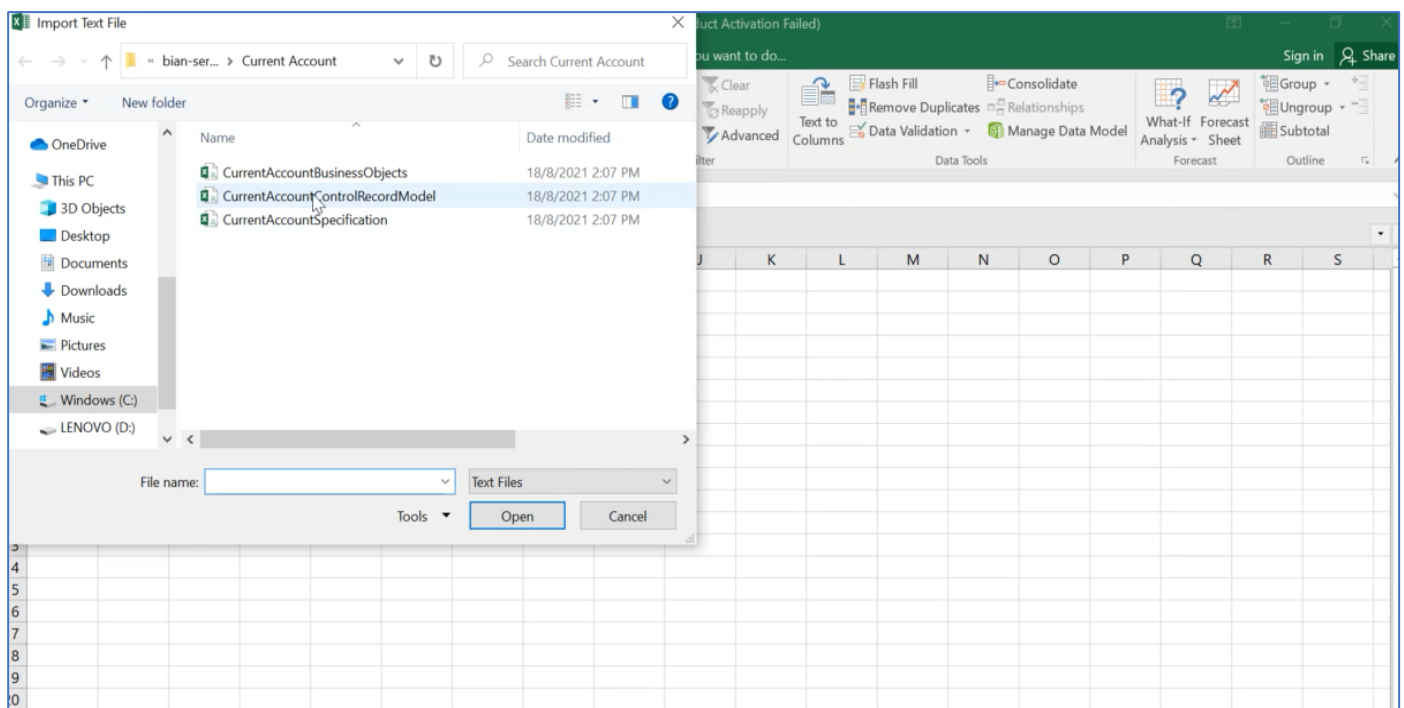 Import Text File
uct Activation Failed)
« bian-ser... > Current Account
Search Current Account
ou want to do...
Sign in Share
Organize New folder
Clear
Reapply
Advanced
ilter
Text to
Columns
Flash Fill
Remove Duplicates
Data Validation
Consolidate
Relationships
Manage Data Model
Data Tools
What-If
Analysis
Forecast
Sheet
Forecast
Group
Ungroup
Subtotal
Outline
OneDrive
This PC
3D Objects
Desktop
Documents
Downloads
Music
Pictures
Videos
Windows (C:)
LENOVO (D:)
Name Date modified
CurrentAccountBusinessObjects 18/8/2021 2:07 PM
CurrentAccountControlRecordModel 18/8/2021 2:07 PM
CurrentAccountSpecification 18/8/2021 2:07 PM
J K L M N O P Q R S
File name: Text Files
Tools Open Cancel
3
4
5
6
7
8
9
20